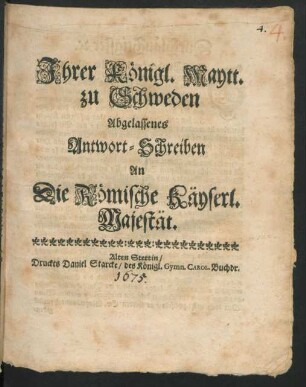 4. 4.
Ihrer Königl. Maytt.
zu Schweden
Abgelassenes
Antwort-Schreiben
An
Die Römische Käyserl.
Majestät.
Alten Stettin/
Druckts Daniel Starcke/ des Königl. Gymn. CAROL. Buchdr.
1675.